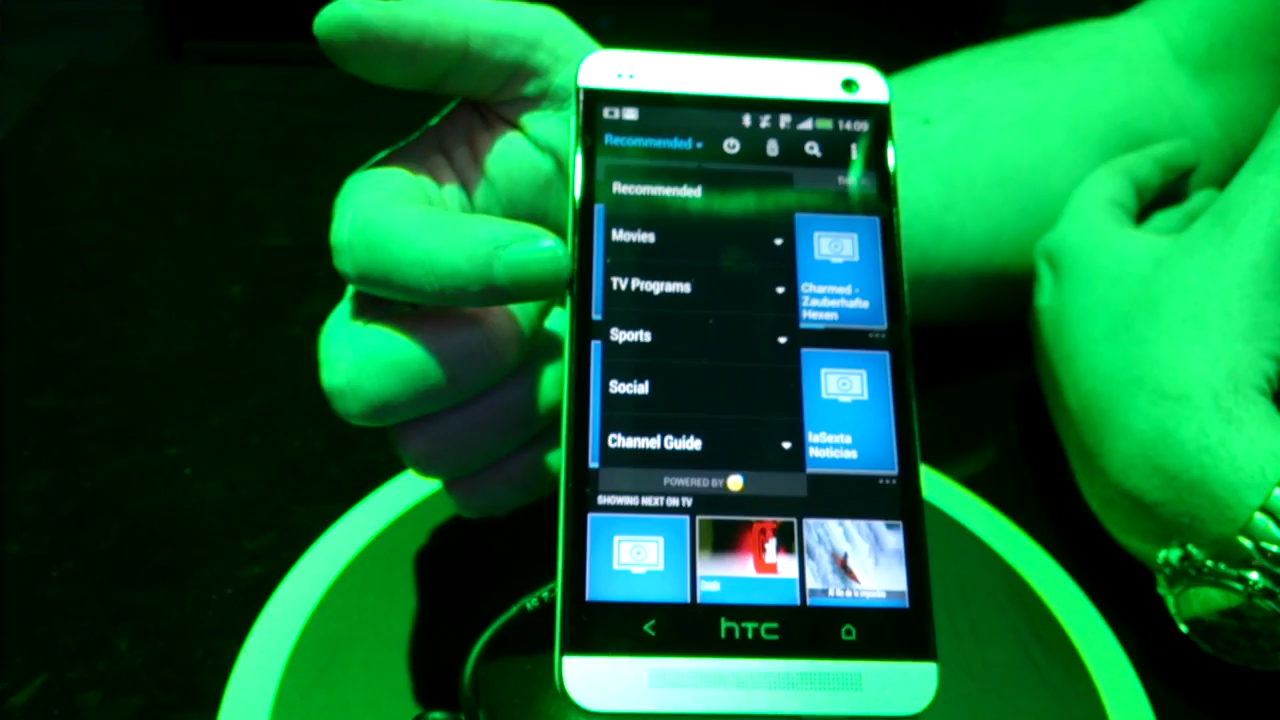 14:09
Recommended
Recommended
Movies
TV Programs
Charmed -
Zauberhafte
Hexen
Sports
Social
Channel Guide
laSexta
Noticias
POWERED BY
SHOWING NEXT ON TV
hTC